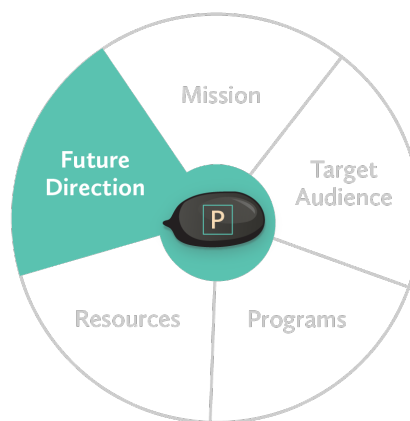 Mission
Future
Direction
Target
Audience
P
Resources
Programs